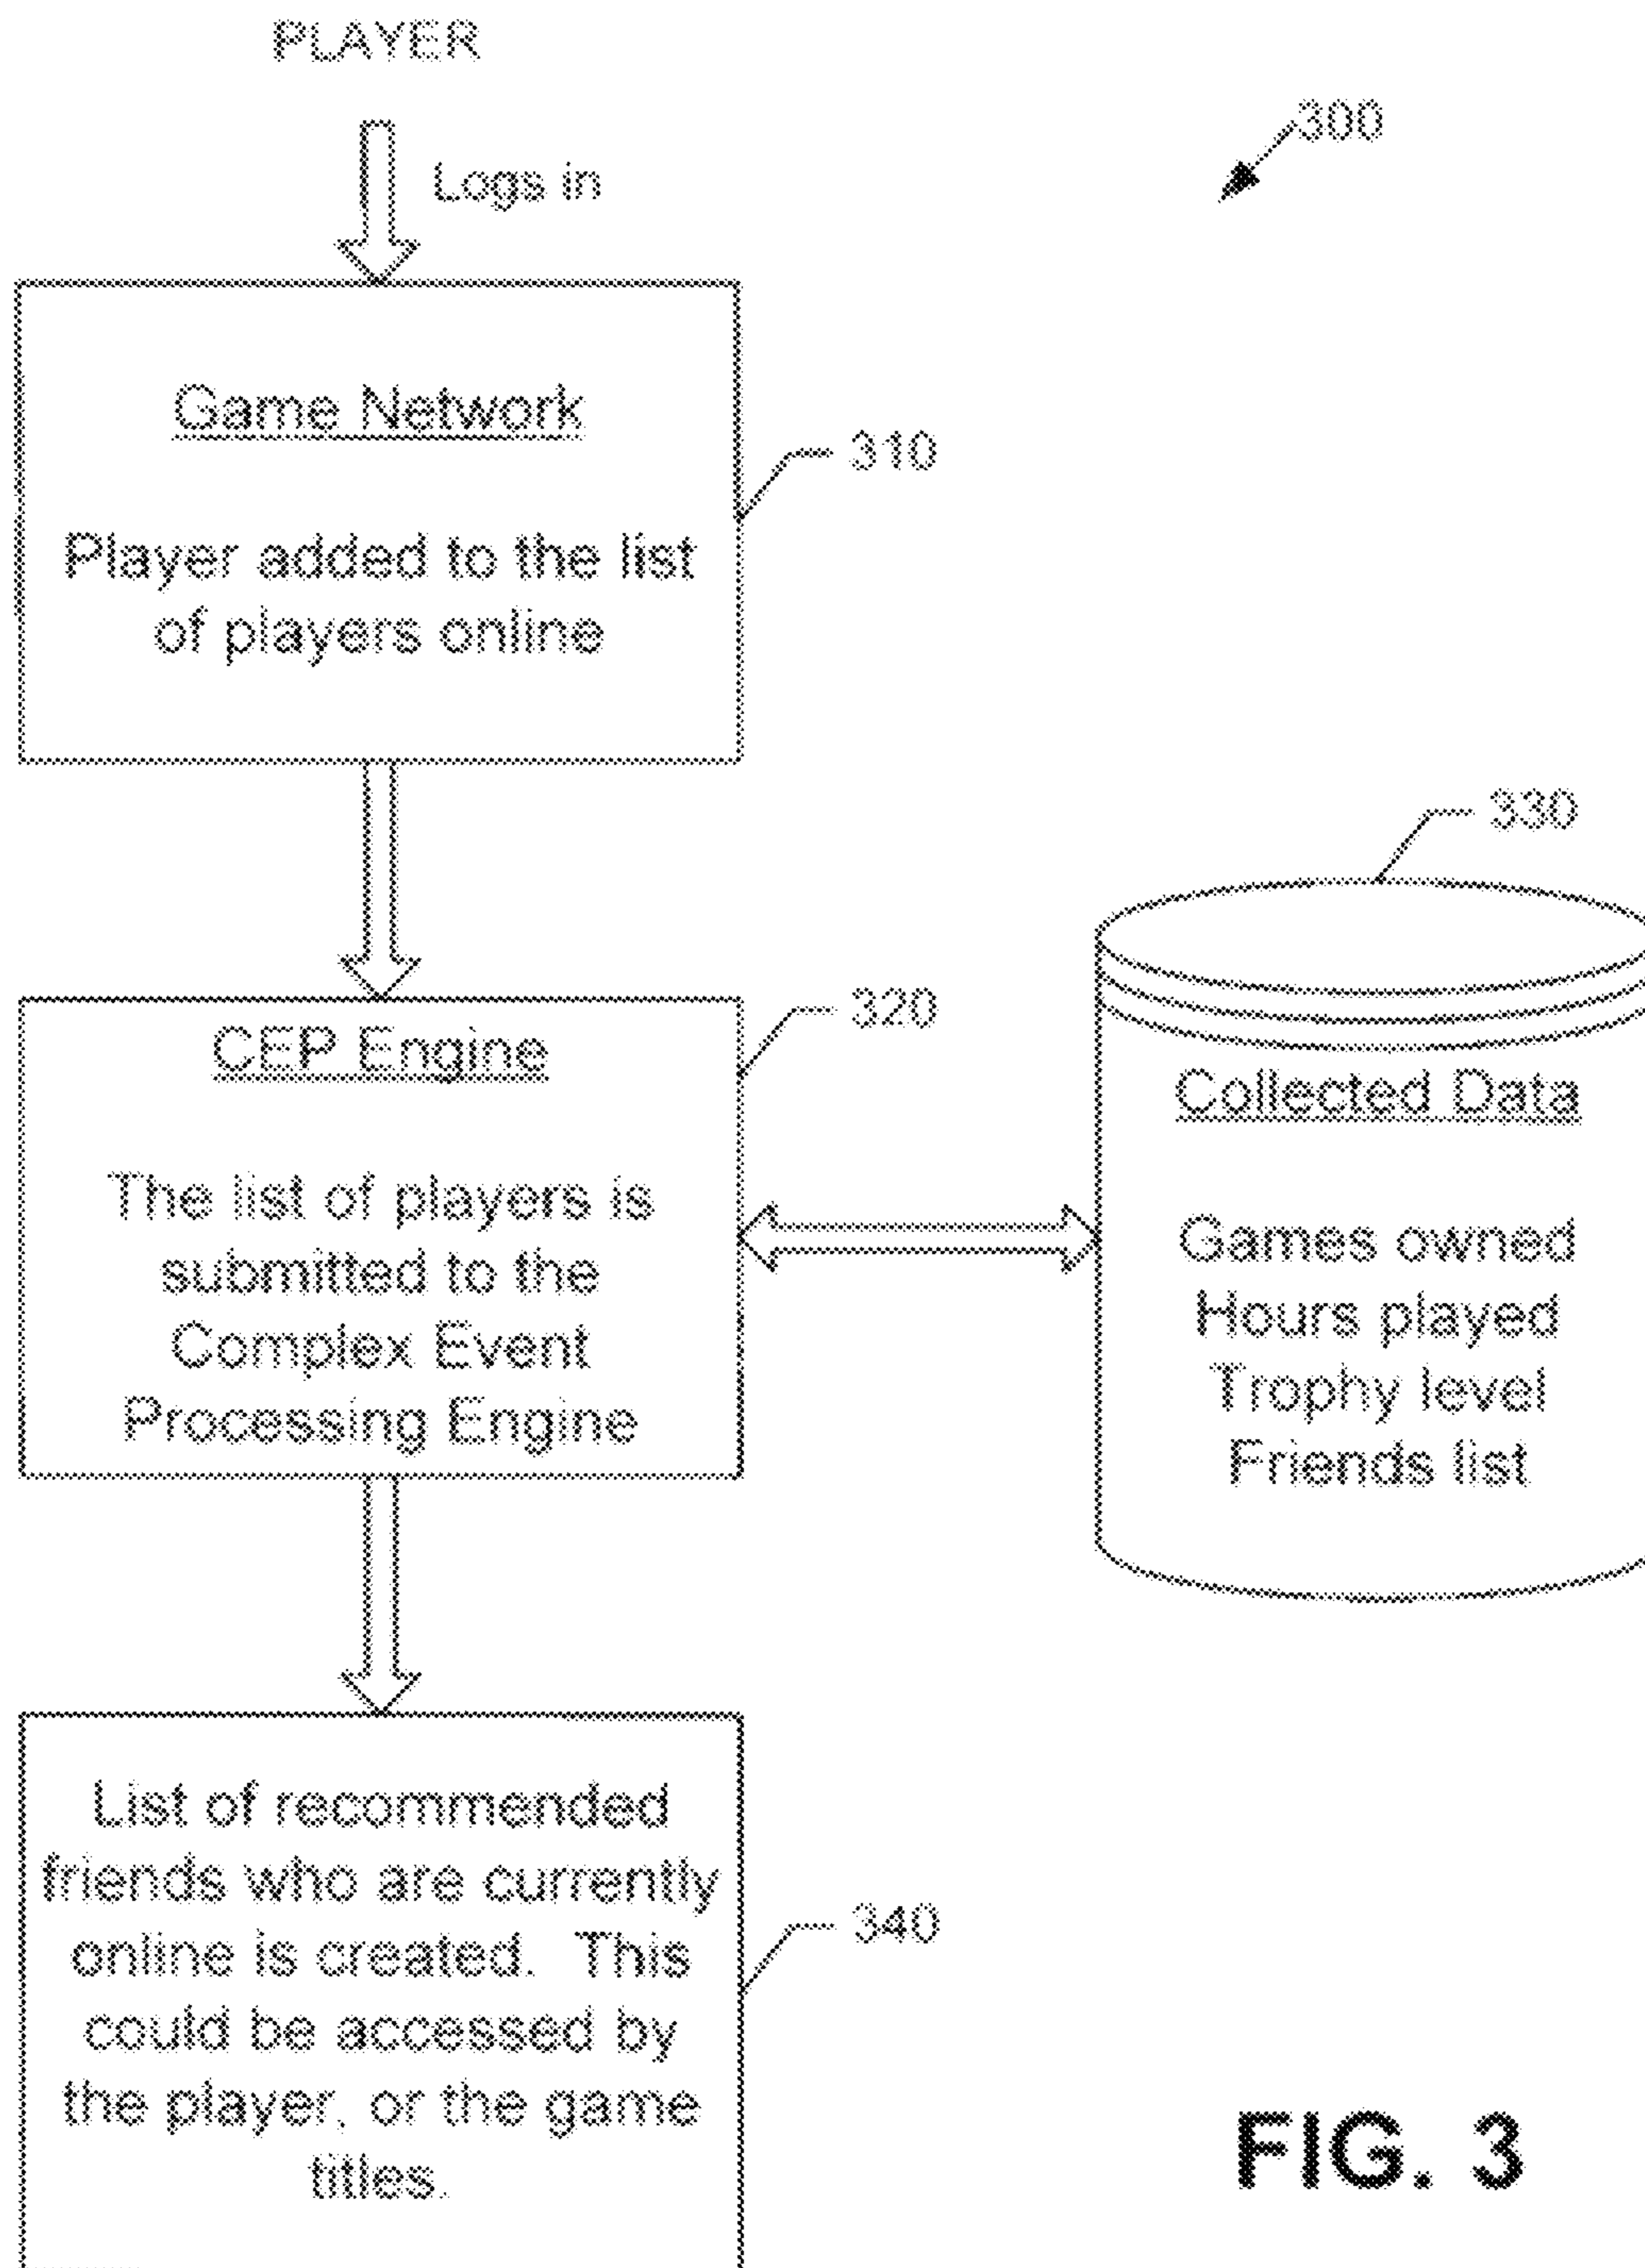 PLAYER
300
Logs in
Game Network
310
Player added to the list
of players online
330
CEP Engine
320
The list of players is
submitted to the
Complex Event
Processing Engine
Collected Data
Games owned
Hours played
Trophy level
Friends list
List of recommended
friends who are currently
online is created. This
could be accessed by
the player, or the game
titles.
340
FIG. 3